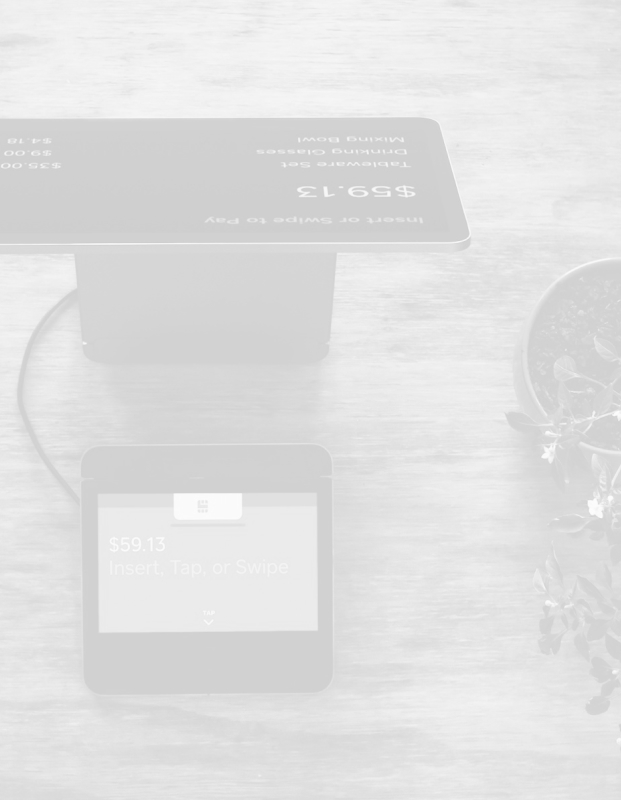 Insert or Swipe to Pay
$59.13
Tableware Set $35.00
Drinking Glasses $9.00
Mixing Bowl $4.18
$59.13
Insert, Tap, or Swipe
TAP